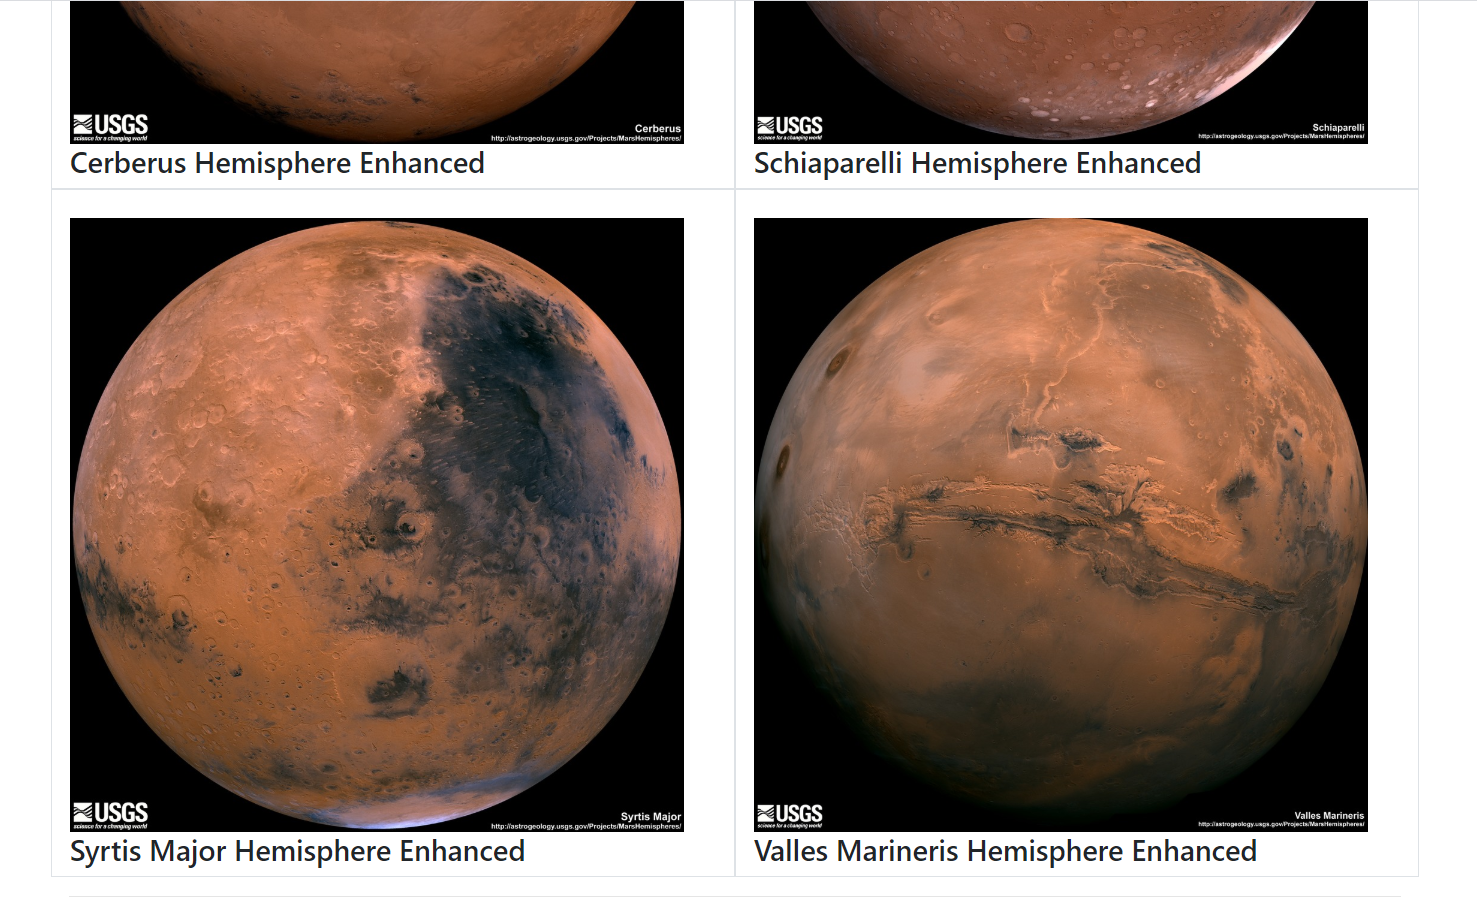 USGS
science for a changing world
Cerberus
http://astrogeology.usgs.gov/Projects/MarsHemispheres/
Cerberus Hemisphere Enhanced
USGS
science for a changing world
Schiaparelli
http://astrogeology.usgs.gov/Projects/MarsHemispheres/
Schiaparelli Hemisphere Enhanced
USGS
science for a changing world
Syrtis Major
http://astrogeology.usgs.gov/Projects/MarsHemispheres/
Syrtis Major Hemisphere Enhanced
USGS
science for a changing world
Valles Marineris
http://astrogeology.usgs.gov/Projects/MarsHemispheres/
Valles Marineris Hemisphere Enhanced